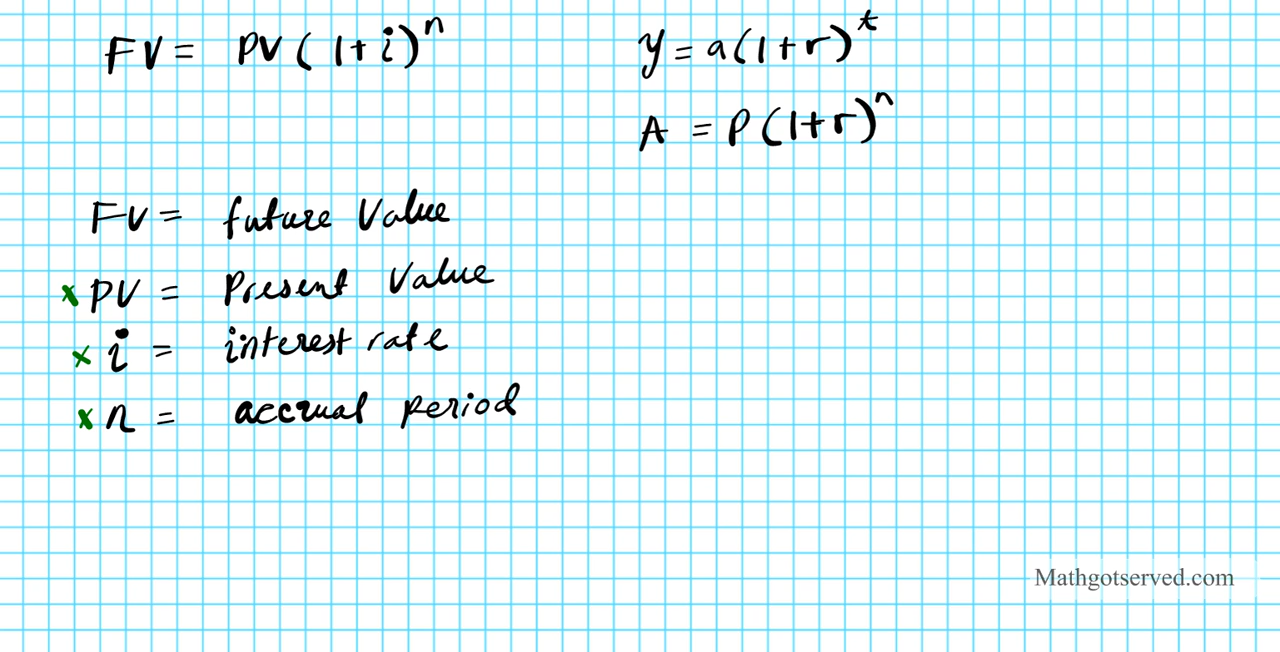 FV = PV(1+i)^n
y = a(1+r)^t
A = P(1+r)^n
FV = future Value
x PV = Present Value
x i = interest rate
x n = accrual period
Mathgotserved.com